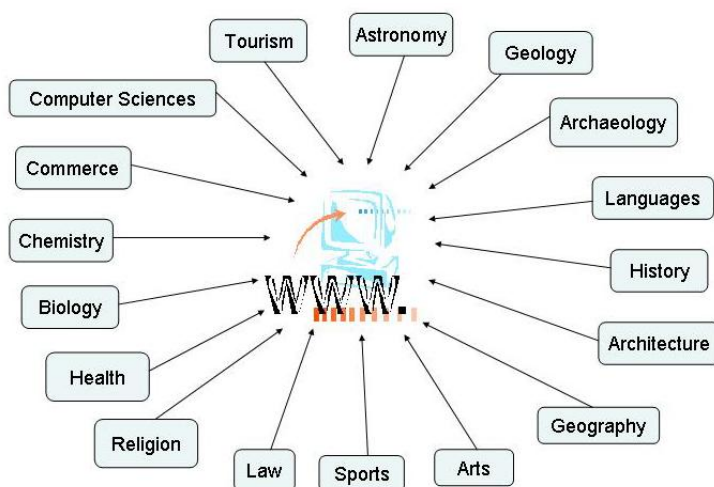 Astronomy
Tourism
Geology
Computer Sciences
Archaeology
Commerce
Languages
Chemistry
History
Biology
www.
Architecture
Health
Geography
Religion
Law
Sports
Arts